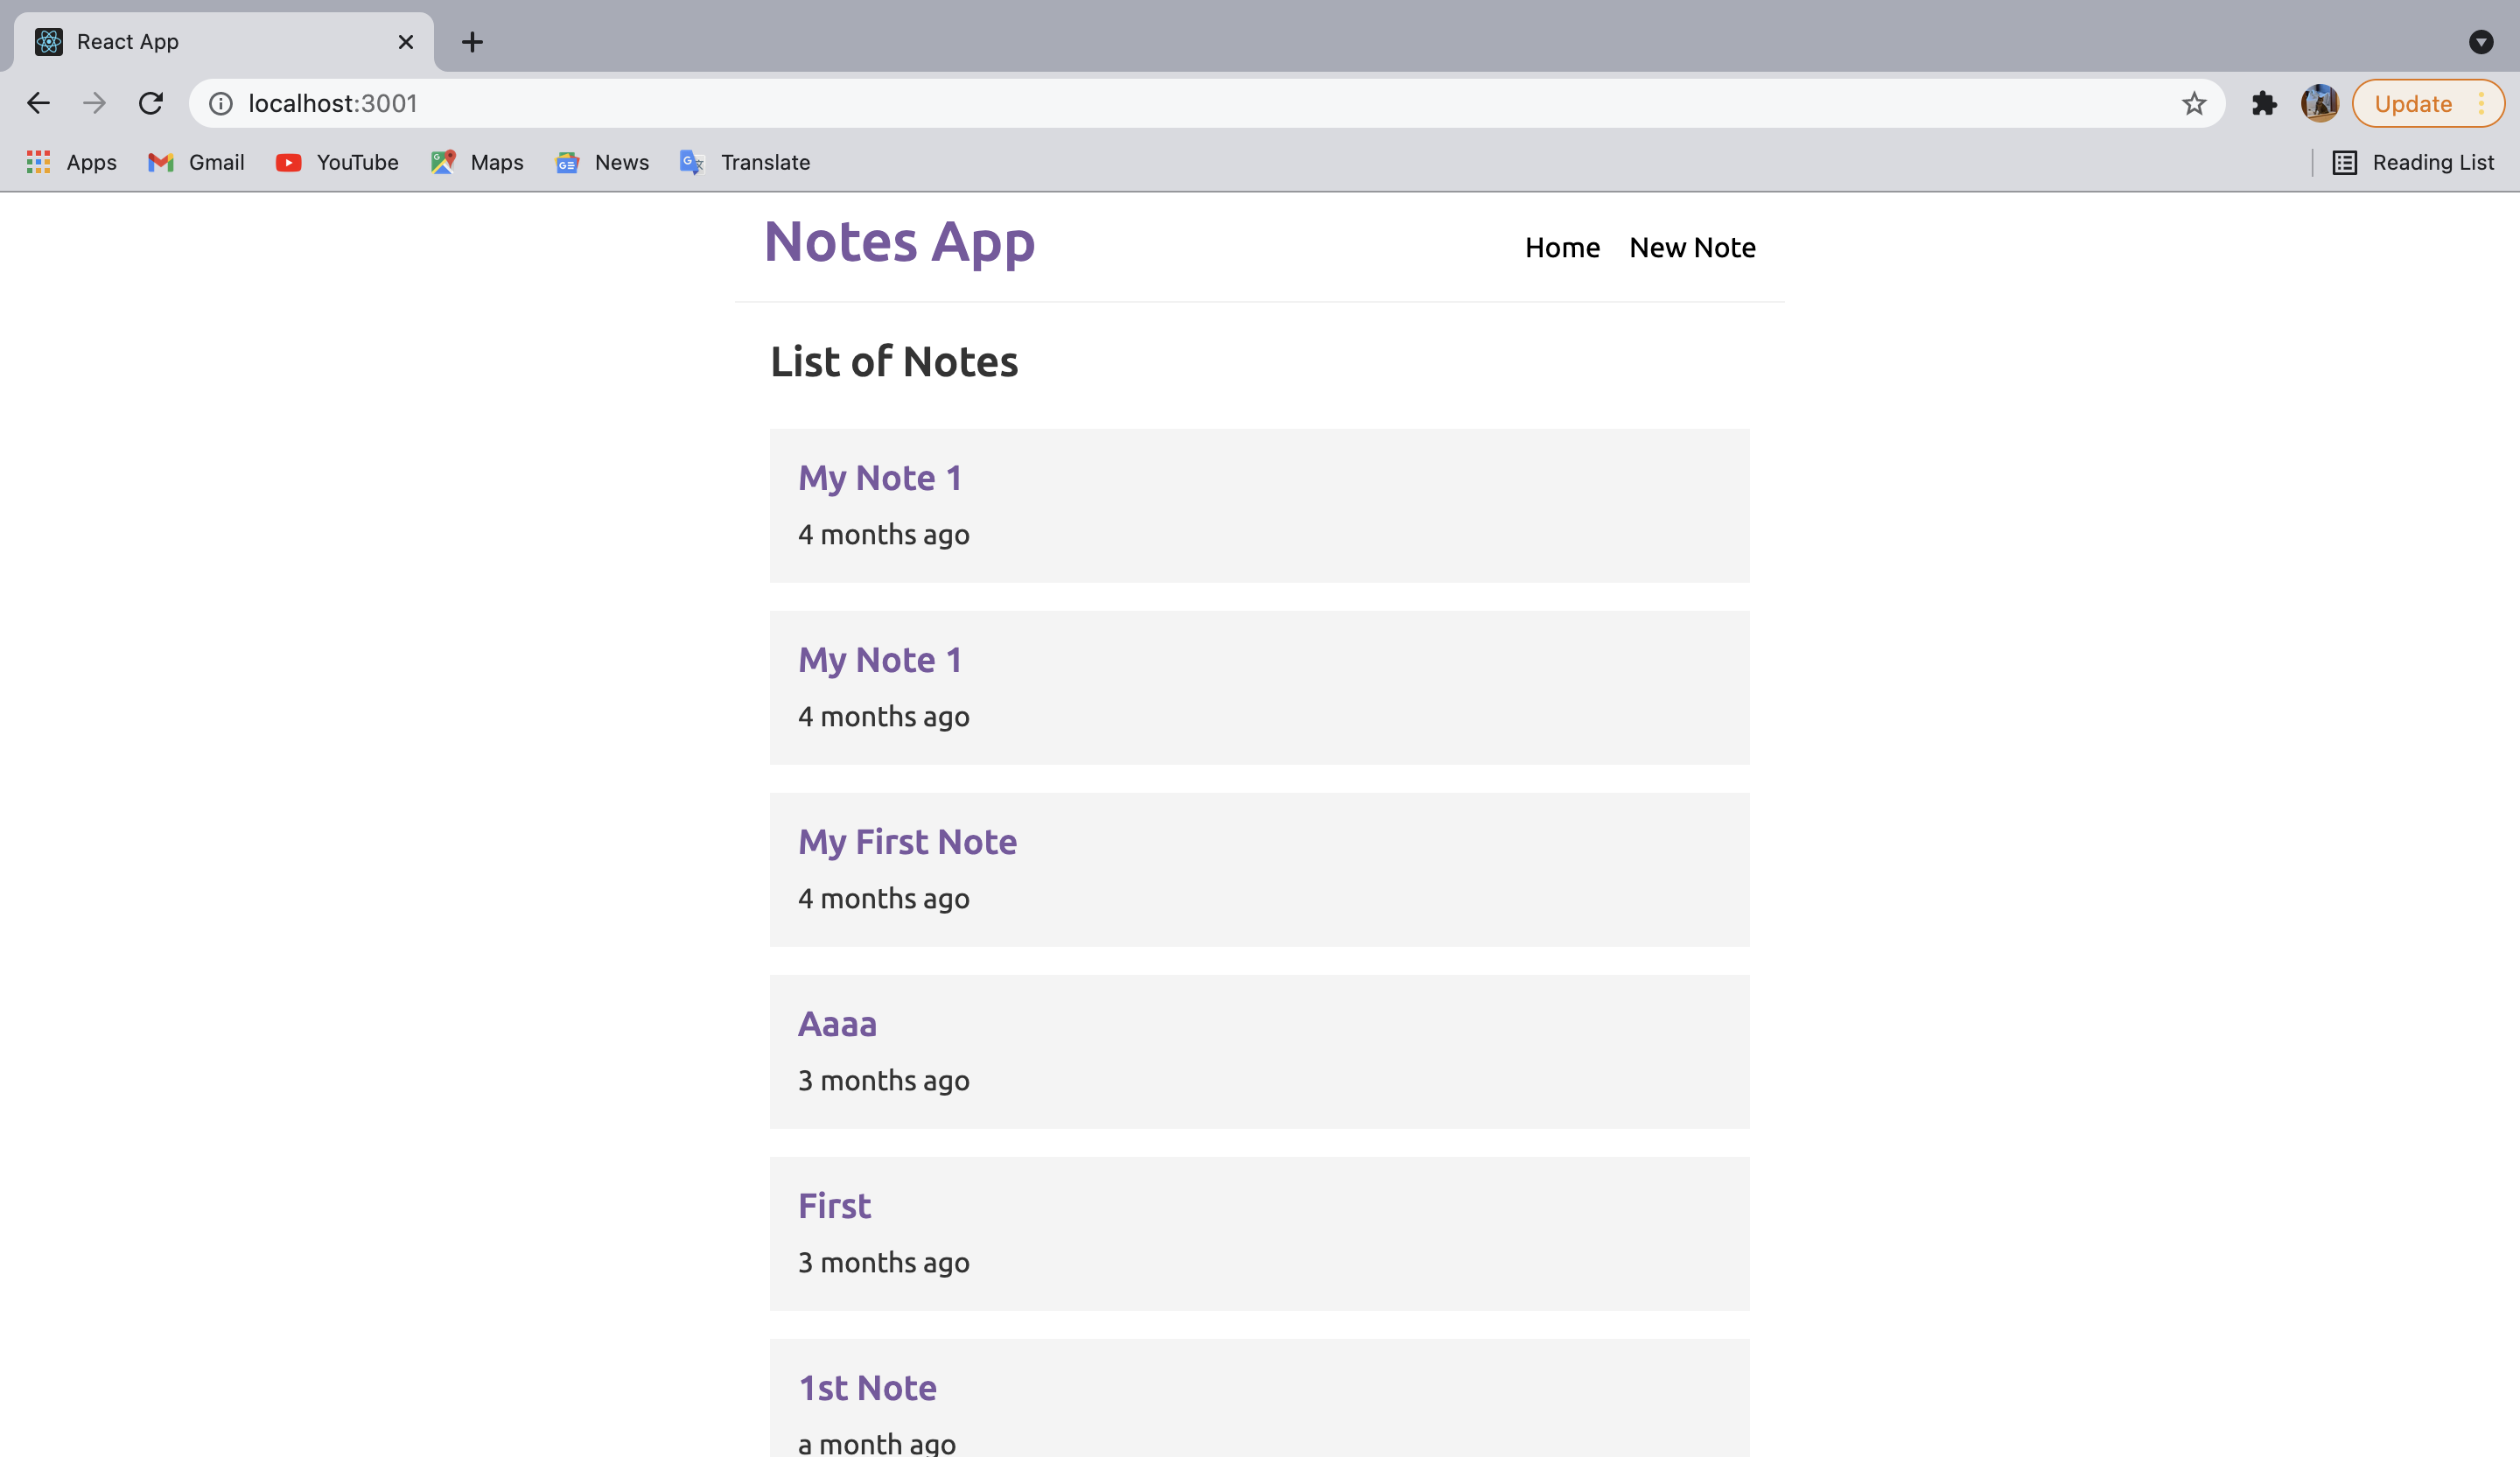 React App
localhost:3001
Update
Apps Gmail YouTube Maps News Translate Reading List
Notes App Home New Note
List of Notes
My Note 1
4 months ago
My Note 1
4 months ago
My First Note
4 months ago
Aaaa
3 months ago
First
3 months ago
1st Note
a month ago